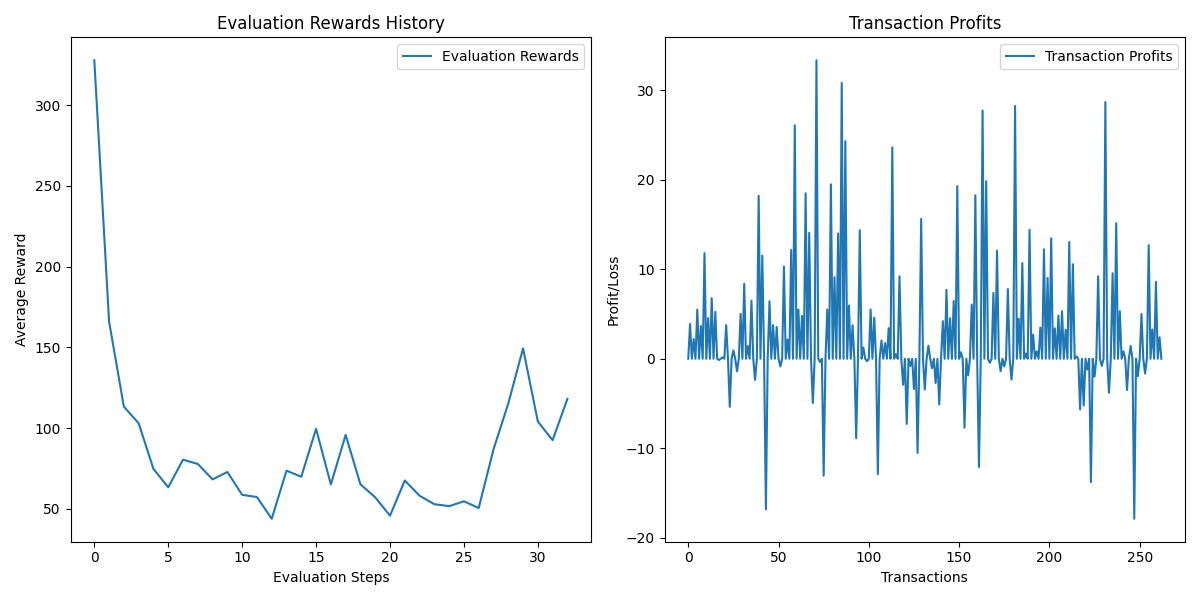 Evaluation Rewards History
Evaluation Rewards
300
250
200
150
100
50
Average Reward
0 5 10 15 20 25 30
Evaluation Steps
Transaction Profits
Transaction Profits
30
20
10
0
−10
−20
Profit/Loss
0 50 100 150 200 250
Transactions